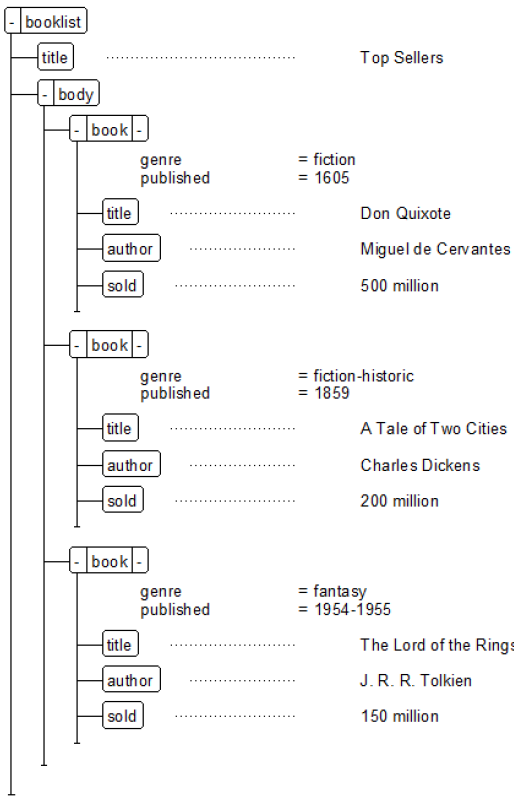 - booklist
title Top Sellers
- body
- book -
genre = fiction
published = 1605
title Don Quixote
author Miguel de Cervantes
sold 500 million
- book -
genre = fiction-historic
published = 1859
title A Tale of Two Cities
author Charles Dickens
sold 200 million
- book -
genre = fantasy
published = 1954-1955
title The Lord of the Rings
author J. R. R. Tolkien
sold 150 million